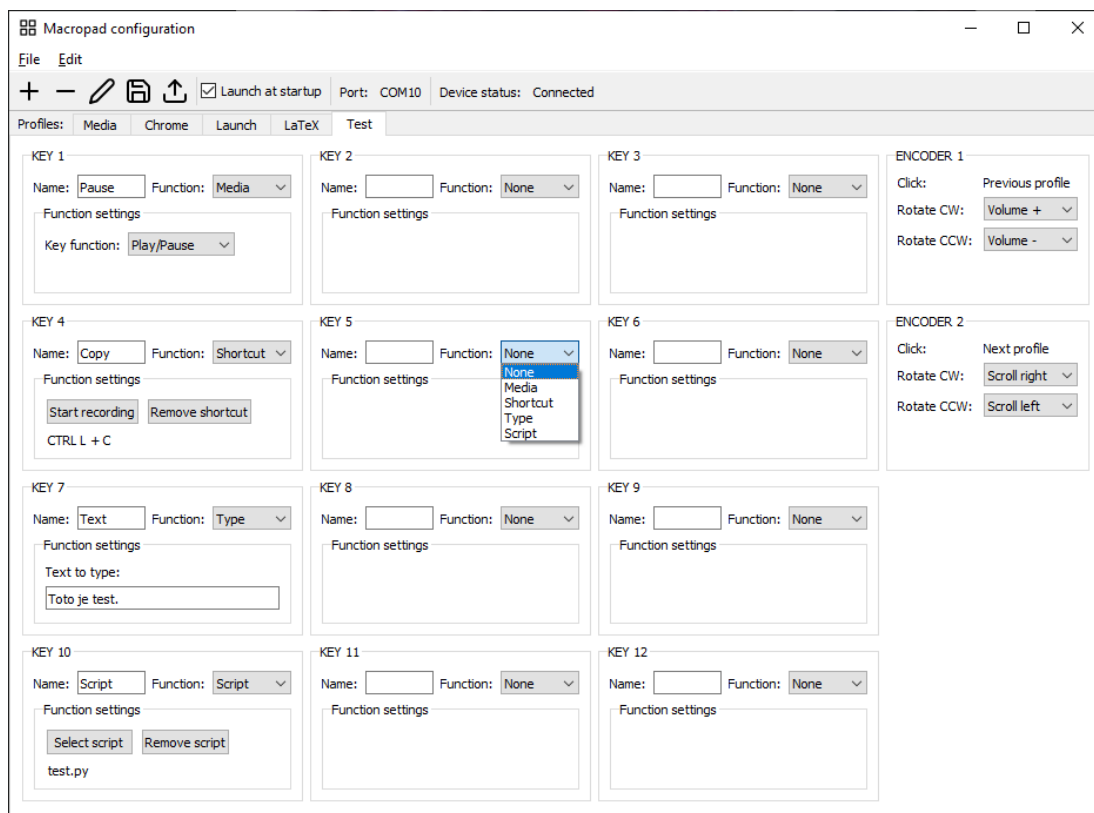 Macropad configuration
File Edit
Launch at startup Port: COM10 Device status: Connected
Profiles: Media Chrome Launch LaTeX Test
KEY 1
Name: Pause Function: Media
Function settings
Key function: Play/Pause
KEY 2
Name: Function: None
Function settings
KEY 3
Name: Function: None
Function settings
ENCODER 1
Click: Previous profile
Rotate CW: Volume +
Rotate CCW: Volume -
KEY 4
Name: Copy Function: Shortcut
Function settings
Start recording Remove shortcut
CTRL L + C
KEY 5
Name: Function: None
Function settings
None
Media
Shortcut
Type
Script
KEY 6
Name: Function: None
Function settings
ENCODER 2
Click: Next profile
Rotate CW: Scroll right
Rotate CCW: Scroll left
KEY 7
Name: Text Function: Type
Function settings
Text to type:
Toto je test.
KEY 8
Name: Function: None
Function settings
KEY 9
Name: Function: None
Function settings
KEY 10
Name: Script Function: Script
Function settings
Select script Remove script
test.py
KEY 11
Name: Function: None
Function settings
KEY 12
Name: Function: None
Function settings